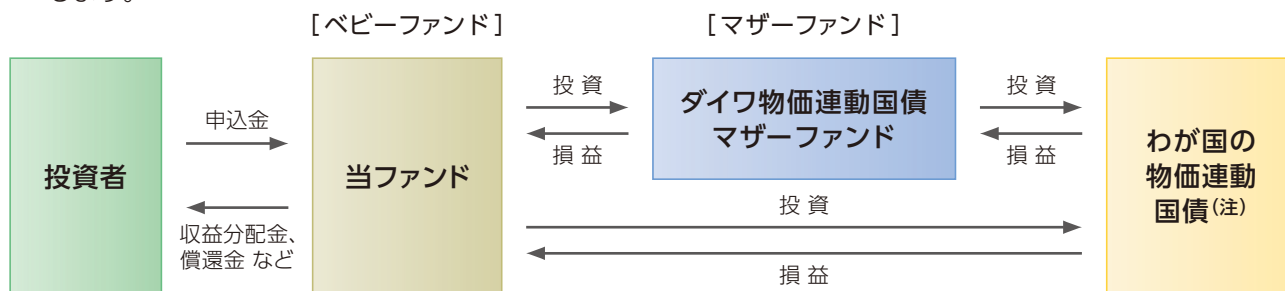 [ベビーファンド]
[マザーファンド]
投資者
申込金
収益分配金、
償還金 など
当ファンド
投 資
損 益
ダイワ物価連動国債
マザーファンド
投 資
損 益
投 資
損 益
わが国の
物価連動
国債(注)